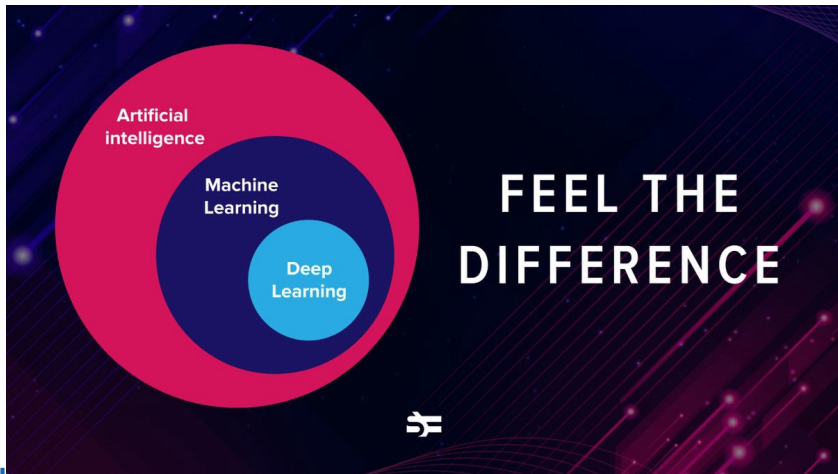 Artificial
intelligence
Machine
Learning
Deep
Learning
FEEL THE
DIFFERENCE